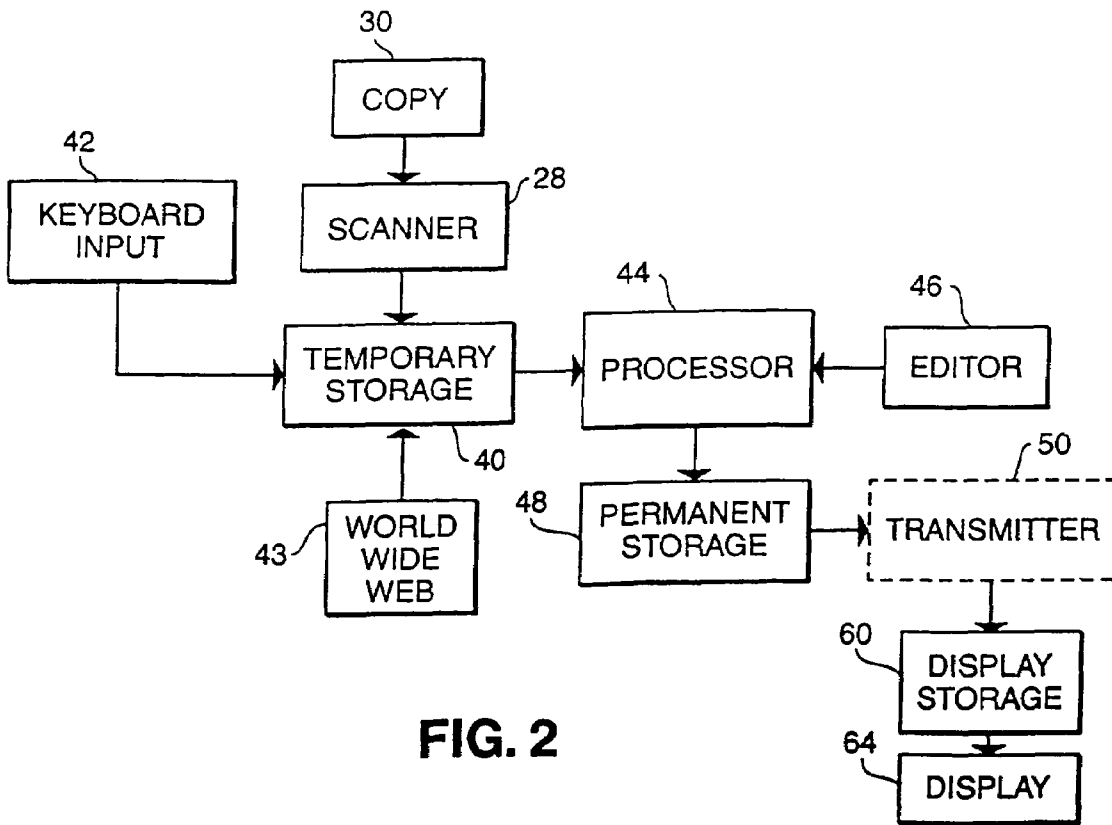 30
COPY
42
KEYBOARD
INPUT
28
SCANNER
44
46
TEMPORARY
STORAGE
PROCESSOR
EDITOR
40
50
43
WORLD
WIDE
WEB
48
PERMANENT
STORAGE
TRANSMITTER
60
DISPLAY
STORAGE
64
DISPLAY
FIG. 2